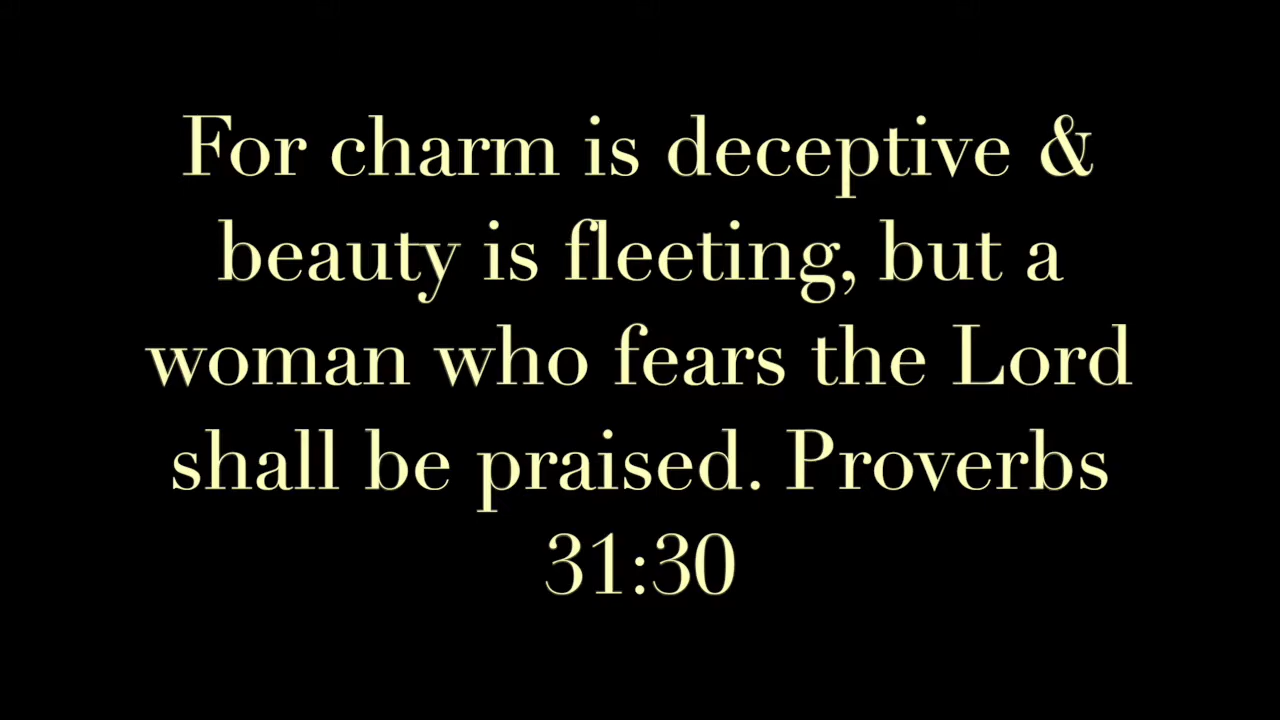 For charm is deceptive &
beauty is fleeting, but a
woman who fears the Lord
shall be praised. Proverbs
31:30